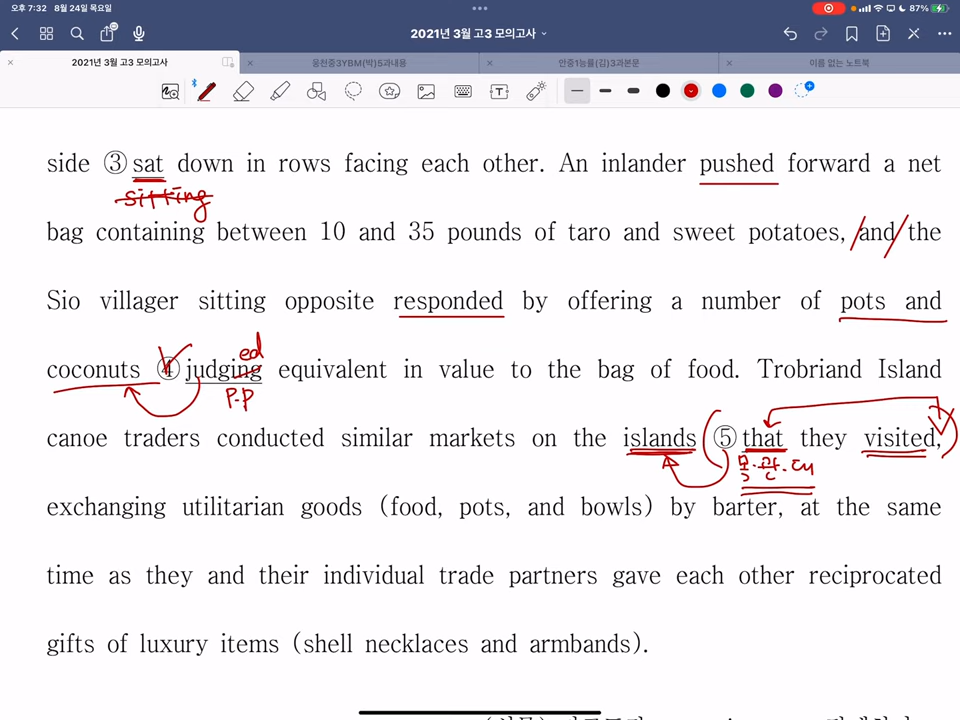 오후 7:32 8월 24일 목요일
87%
2021년 3월 고3 모의고사
2021년 3월 고3 모의고사
웅천중3YBM(박)5과내용
안중1능률(김)3과본문
이름 없는 노트북
side ③ sat down in rows facing each other. An inlander pushed forward a net
sitting
bag containing between 10 and 35 pounds of taro and sweet potatoes, and the
Sio villager sitting opposite responded by offering a number of pots and
ed
coconuts ④ judging equivalent in value to the bag of food. Trobriand Island
P.P
canoe traders conducted similar markets on the islands ⑤ that they visited,
목.관.대
exchanging utilitarian goods (food, pots, and bowls) by barter, at the same
time as they and their individual trade partners gave each other reciprocated
gifts of luxury items (shell necklaces and armbands).